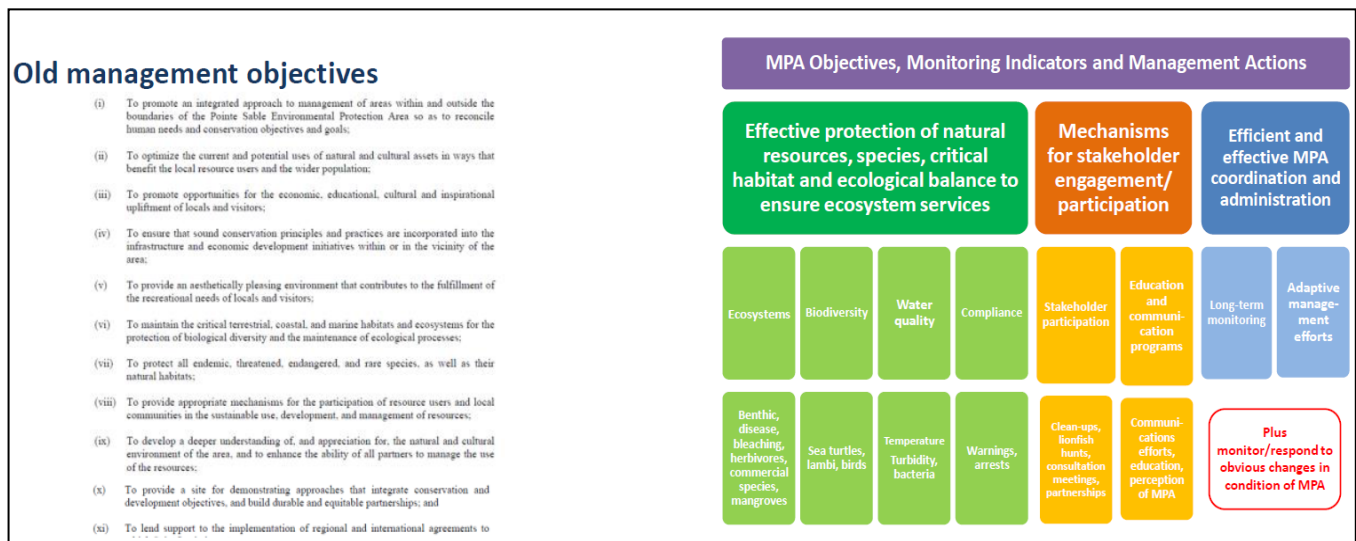 Old management objectives
(i) To promote an integrated approach to management of areas within and outside the
boundaries of the Pointe Sable Environmental Protection Area so as to reconcile
human needs and conservation objectives and goals;
(ii) To optimize the current and potential uses of natural and cultural assets in ways that
benefit the local resource users and the wider population;
(iii) To promote opportunities for the economic, educational, cultural and inspirational
upliftment of locals and visitors;
(iv) To ensure that sound conservation principles and practices are incorporated into the
infrastructure and economic development initiatives within or in the vicinity of the
area;
(v) To provide an aesthetically pleasing environment that contributes to the fulfillment of
the recreational needs of locals and visitors;
(vi) To maintain the critical terrestrial, coastal, and marine habitats and ecosystems for the
protection of biological diversity and the maintenance of ecological processes;
(vii) To protect all endemic, threatened, endangered, and rare species, as well as their
natural habitats;
(viii) To provide appropriate mechanisms for the participation of resource users and local
communities in the sustainable use, development, and management of resources;
(ix) To develop a deeper understanding of, and appreciation for, the natural and cultural
environment of the area, and to enhance the ability of all partners to manage the use
of the resources;
(x) To provide a site for demonstrating approaches that integrate conservation and
development objectives, and build durable and equitable partnerships; and
(xi) To lend support to the implementation of regional and international agreements to
MPA Objectives, Monitoring Indicators and Management Actions
Effective protection of natural
resources, species, critical
habitat and ecological balance to
ensure ecosystem services
Mechanisms
for stakeholder
engagement/
participation
Efficient and
effective MPA
coordination and
administration
Ecosystems
Biodiversity
Water
quality
Compliance
Stakeholder
participation
Education
and
communi-
cation
programs
Long-term
monitoring
Adaptive
manage-
ment
efforts
Benthic,
disease,
bleaching,
herbivores,
commercial
species,
mangroves
Sea turtles,
lambi, birds
Temperature
Turbidity,
bacteria
Warnings,
arrests
Clean-ups,
lionfish
hunts,
consultation
meetings,
partnerships
Communi-
cations
efforts,
education,
perception
of MPA
Plus
monitor/respond to
obvious changes in
condition of MPA